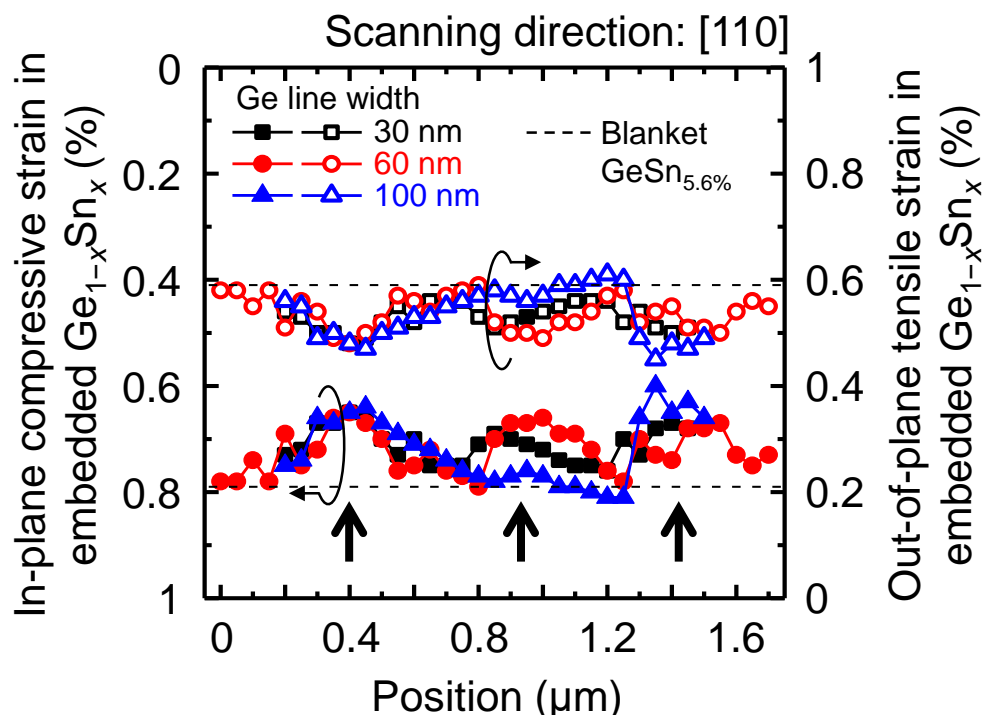 Scanning direction: [110]
In-plane compressive strain in
embedded Ge1−xSnx (%)
0
0.2
0.4
0.6
0.8
1
Ge line width
30 nm
60 nm
100 nm
Blanket
GeSn5.6%
1
0.8
0.6
0.4
0.2
0
Out-of-plane tensile strain in
embedded Ge1−xSnx (%)
0 0.4 0.8 1.2 1.6
Position (μm)